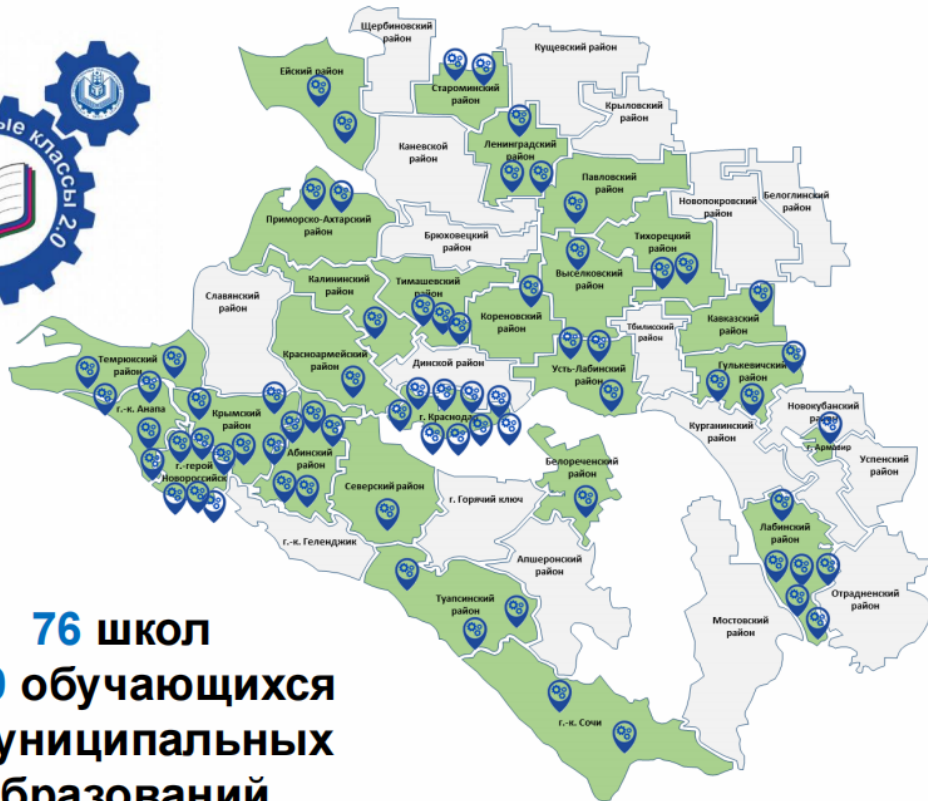 Щербиновский
район
Кущевский район
Ейский район
Староминский
район
Крыловский
район
Каневской
район
Ленинградский
район
Павловский
район
Новопокровский
район
Белоглинский
район
Приморско-Ахтарский
район
Брюховецкий
район
Тихорецкий
район
Выселковский
район
Славянский
район
Калининский
район
Тимашевский
район
Кореновский
район
Тбилисский
район
Кавказский
район
Красноармейский
район
Динской район
Усть-Лабинский
район
Гулькевичский
район
Темрюкский
район
г.-к. Анапа
Крымский
район
г. Краснодар
Курганинский
район
Новокубанский
район
г. Армавир
Успенский
район
Абинский
район
г.-герой
Новороссийск
Северский район
г. Горячий ключ
Белореченский
район
г.-к. Геленджик
Апшеронский
район
Лабинский
район
Отрадненский
район
Туапсинский
район
Мостовский
район
г.-к. Сочи
классы 2.0
76 школ
обучающихся